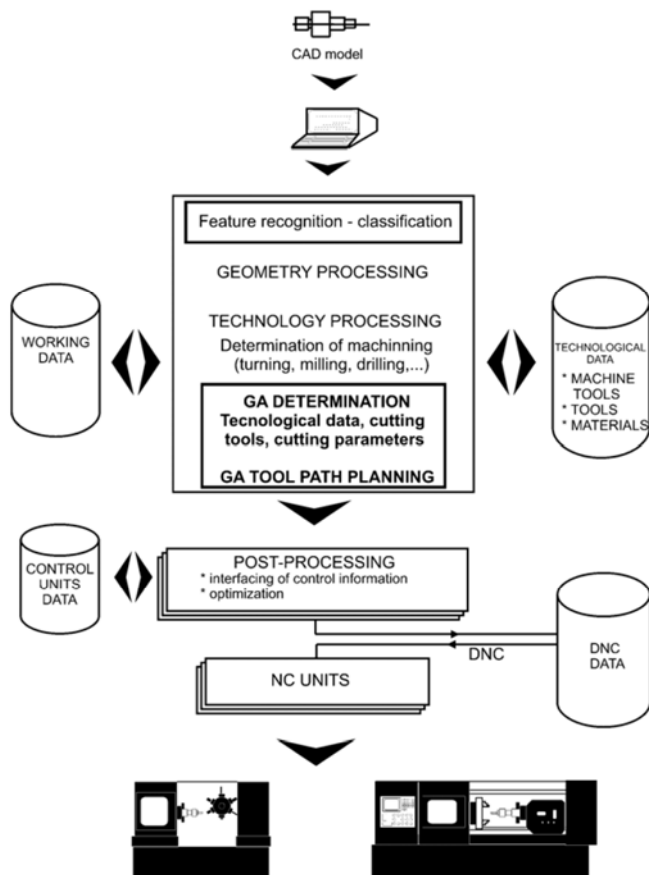 CAD model
Feature recognition - classification
GEOMETRY PROCESSING
TECHNOLOGY PROCESSING
Determination of machinning
(turning, milling, drilling,...)
GA DETERMINATION
Tecnological data, cutting
tools, cutting parameters
GA TOOL PATH PLANNING
WORKING
DATA
TECHNOLOGICAL
DATA
* MACHINE
TOOLS
* TOOLS
* MATERIALS
CONTROL
UNITS
DATA
POST-PROCESSING
* interfacing of control information
* optimization
DNC
DNC
DATA
NC UNITS